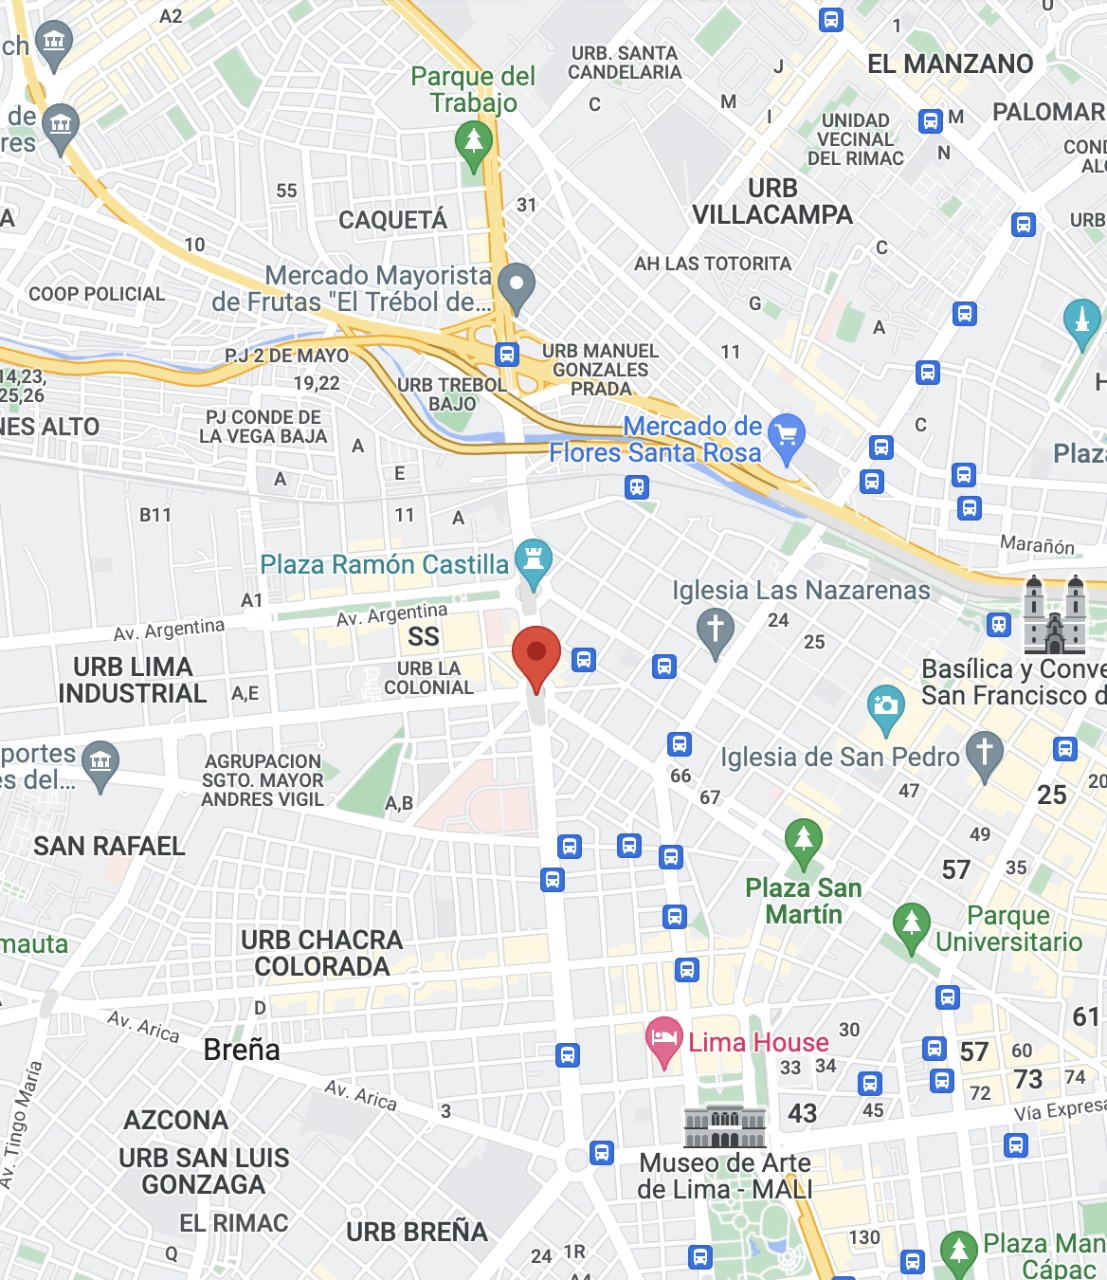 A2
ch
de
res
Parque del
Trabajo
URB. SANTA
CANDELARIA
C
J
M
I
1
U
EL MANZANO
UNIDAD
VECINAL
DEL RIMAC
M
N
PALOMAR
CONE
URB
55
31
CAQUETÁ
URB
VILLACAMPA
A
10
C
AH LAS TOTORITA
Mercado Mayorista
de Frutas "El Trébol de...
COOP POLICIAL
G
A
P.J 2 DE MAYO
URB MANUEL
GONZALES
PRADA
11
14,23,
25,26
19,22
URB TREBOL
BAJO
H
NES ALTO
PJ CONDE DE
LA VEGA BAJA
A
Mercado de
Flores Santa Rosa
C
Plaza
A
E
B11
11
A
Marañón
Plaza Ramón Castilla
Iglesia Las Nazarenas
A1
Av. Argentina
Av. Argentina
24
25
SS
URB LIMA
INDUSTRIAL
A,E
URB LA
COLONIAL
Basílica y Conve
San Francisco d
portes
es del...
AGRUPACION
SGTO. MAYOR
ANDRES VIGIL
A,B
Iglesia de San Pedro
66
67
47
25
20
SAN RAFAEL
49
57
35
Plaza San
Martín
Parque
Universitario
mauta
URB CHACRA
COLORADA
D
61
Av. Arica
Breña
Lima House
30
33
34
57
60
73
74
72
Av. Tingo María
Av. Arica
3
43
45
Vía Expresa
AZCONA
URB SAN LUIS
GONZAGA
Museo de Arte
de Lima - MALI
EL RIMAC
URB BREÑA
Q
24
1R
130
Plaza Man
Cápac